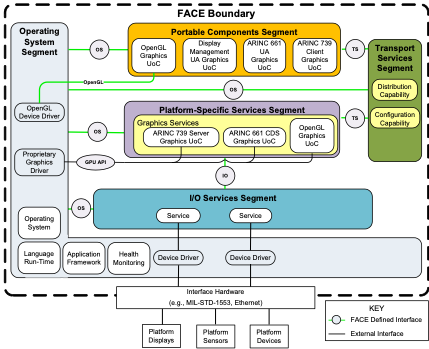 FACE Boundary
Operating
System
Segment
Portable Components Segment
OpenGL
Graphics
UoC
Display
Management
UA Graphics
UoC
ARINC 661
UA
Graphics
UoC
ARINC 739
Client
Graphics
UoC
OS
TS
Transport
Services
Segment
OpenGL
OS
Distribution
Capability
OpenGL
Device Driver
Platform-Specific Services Segment
Graphics Services
ARINC 739 Server
Graphics UoC
ARINC 661 CDS
Graphics UoC
OpenGL
Graphics
UoC
OS
TS
Configuration
Capability
Proprietary
Graphics
Driver
GPU API
IO
I/O Services Segment
OS
Service
Service
Operating
System
Language
Run-Time
Application
Framework
Health
Monitoring
Device Driver
Device Driver
Interface Hardware
(e.g., MIL-STD-1553, Ethernet)
Platform
Displays
Platform
Sensors
Platform
Devices
KEY
FACE Defined Interface
External Interface